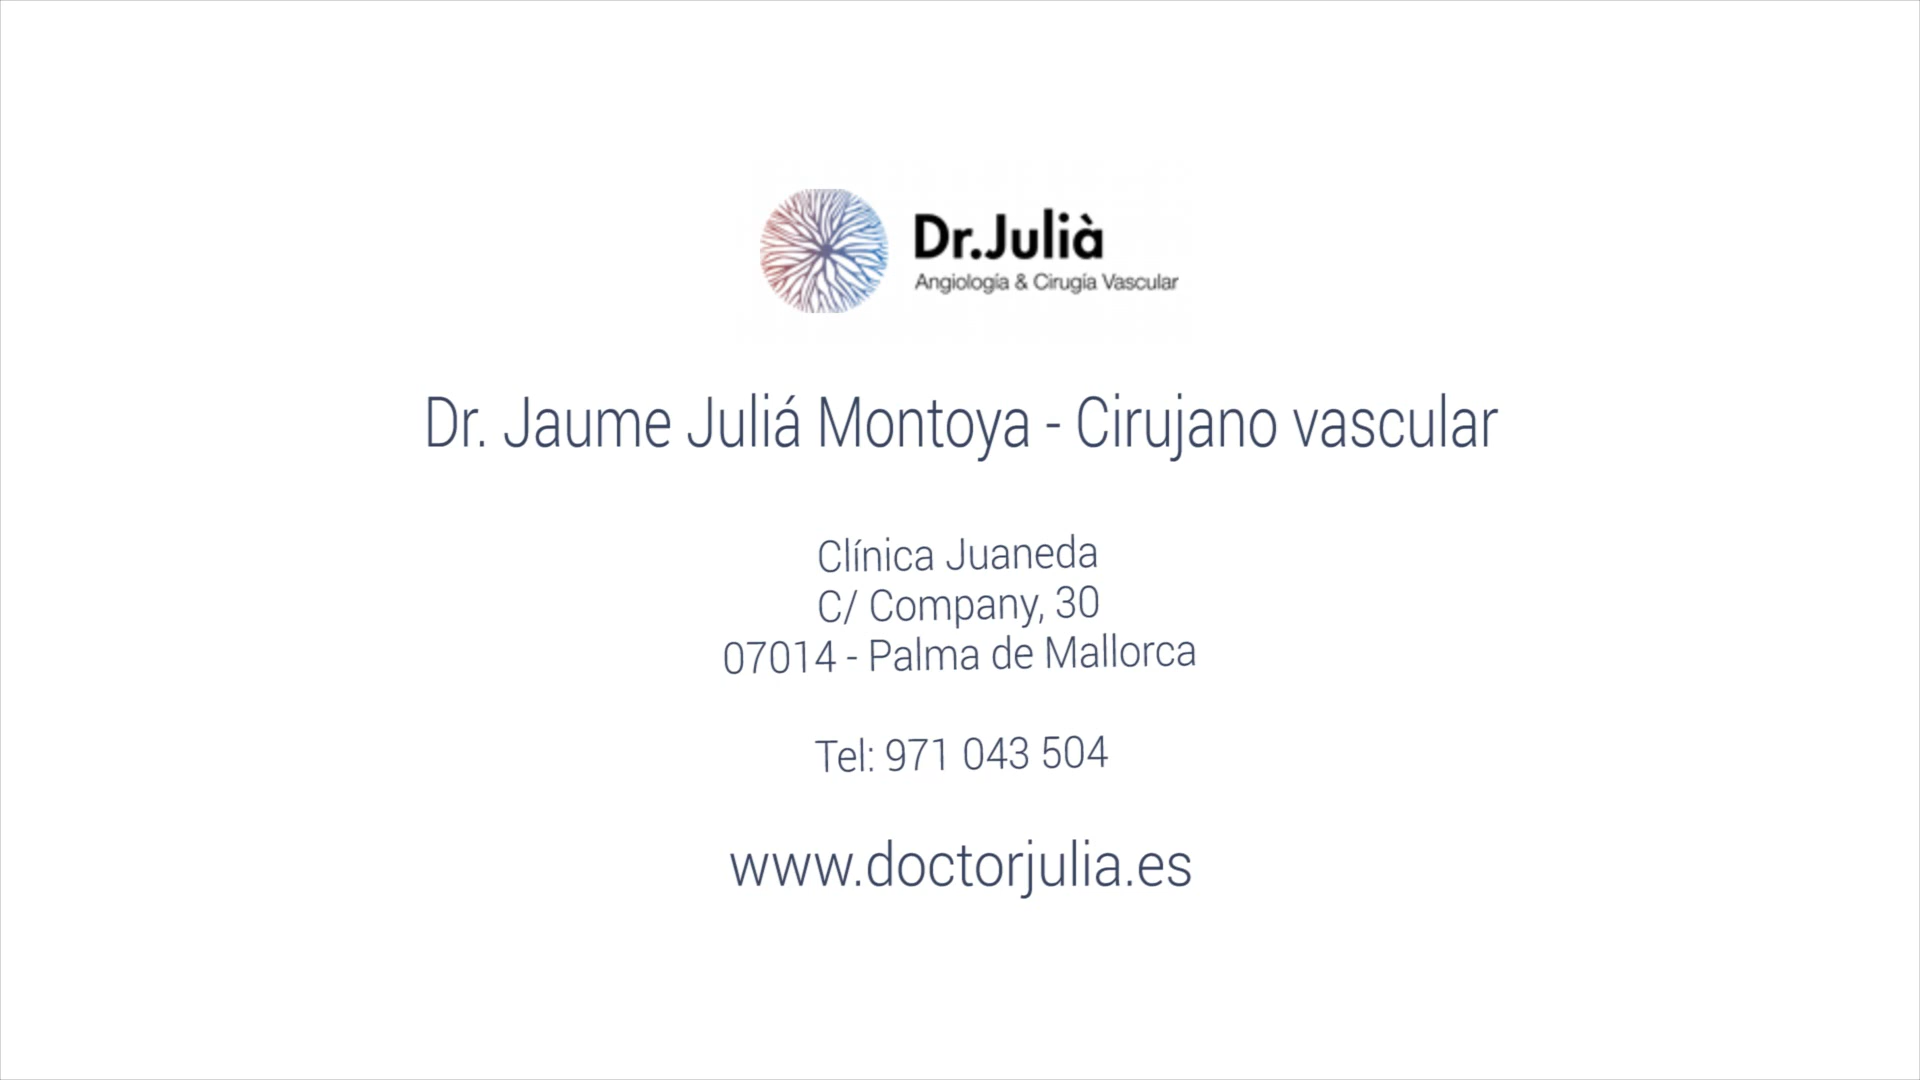 Dr.Julià
Angiología & Cirugía Vascular
Dr. Jaume Juliá Montoya - Cirujano vascular
Clínica Juaneda
C/ Company, 30
07014 - Palma de Mallorca
Tel: 971 043 504
www.doctorjulia.es